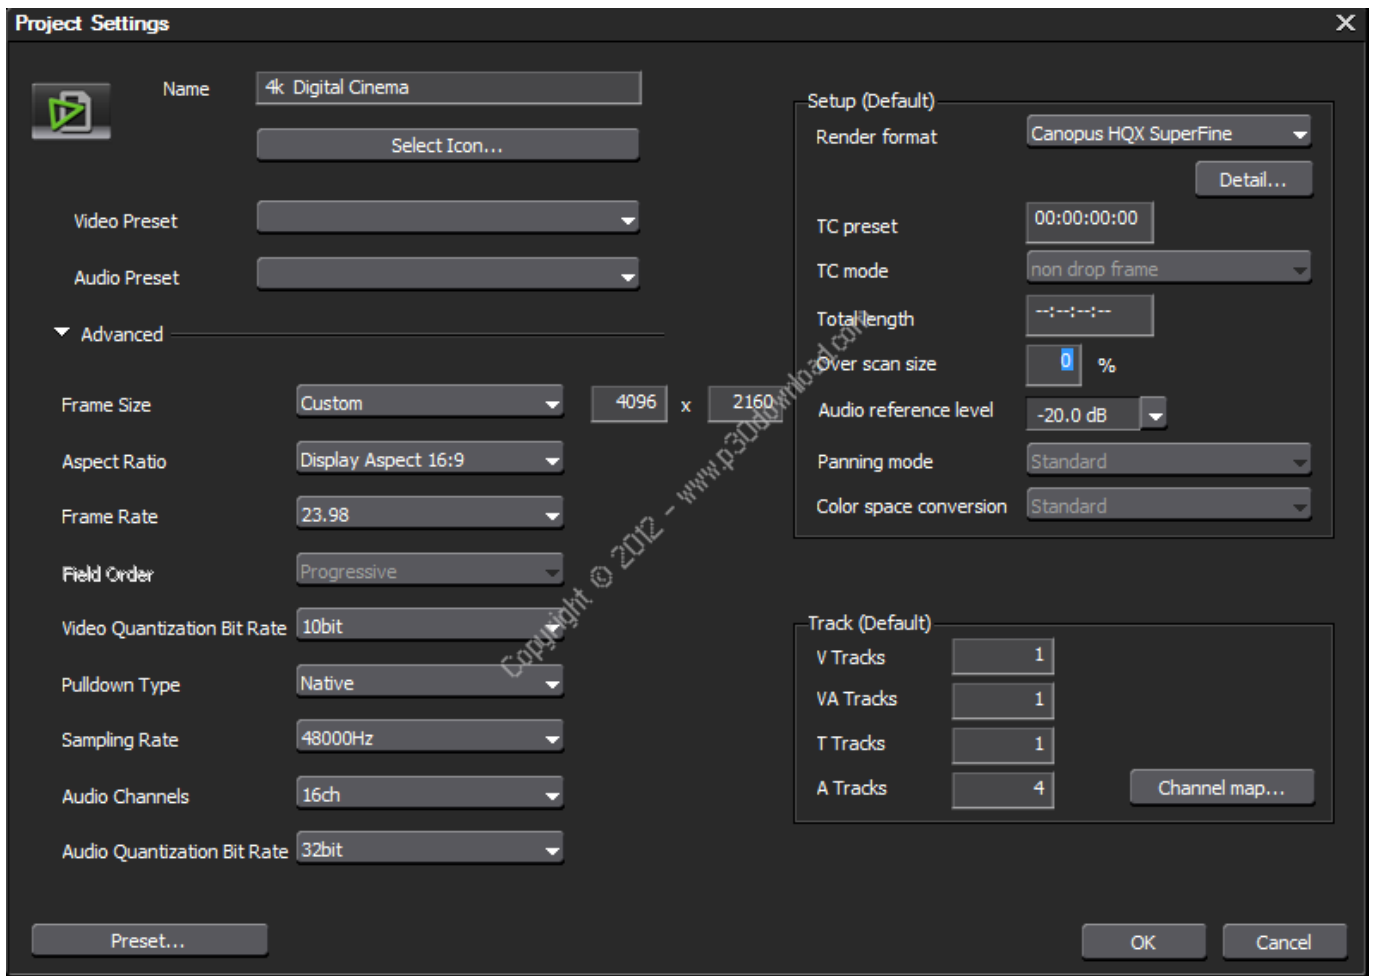 Project Settings
Name
4k Digital Cinema
Select Icon...
Video Preset
Audio Preset
Advanced
Frame Size
Custom
4096 x 2160
Aspect Ratio
Display Aspect 16:9
Frame Rate
23.98
Field Order
Progressive
Video Quantization Bit Rate
10bit
Pulldown Type
Native
Sampling Rate
48000Hz
Audio Channels
16ch
Audio Quantization Bit Rate
32bit
Preset...
Setup (Default)
Render format
Canopus HQX SuperFine
Detail...
TC preset
00:00:00:00
TC mode
non drop frame
Total length
--:--:--:--
Over scan size
0 %
Audio reference level
-20.0 dB
Panning mode
Standard
Color space conversion
Standard
Track (Default)
V Tracks
1
VA Tracks
1
T Tracks
1
A Tracks
4
Channel map...
OK
Cancel
Copyright © 2012 - www.p30download.com